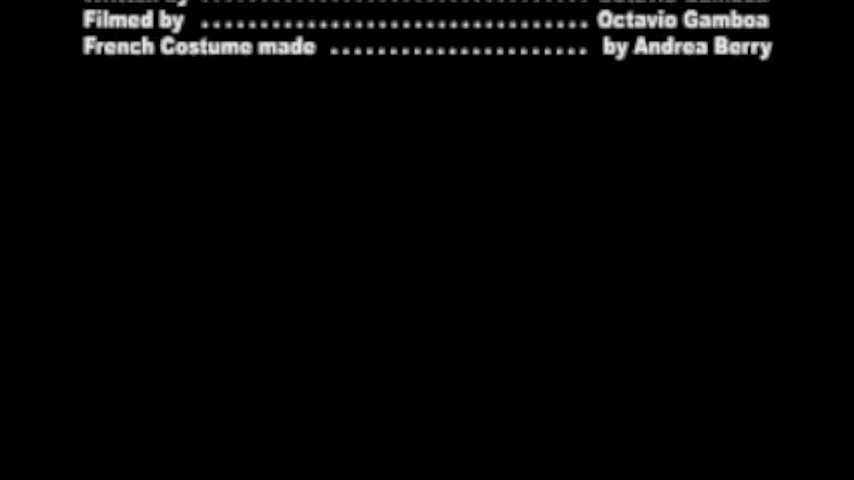 Filmed by ................................. Octavio Gamboa
French Costume made ...................... by Andrea Berry